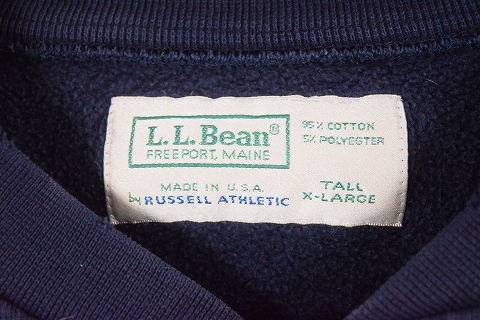 L.L.Bean®
FREEPORT, MAINE
95% COTTON
5% POLYESTER
MADE IN U.S.A.
by RUSSELL ATHLETIC
TALL
X-LARGE